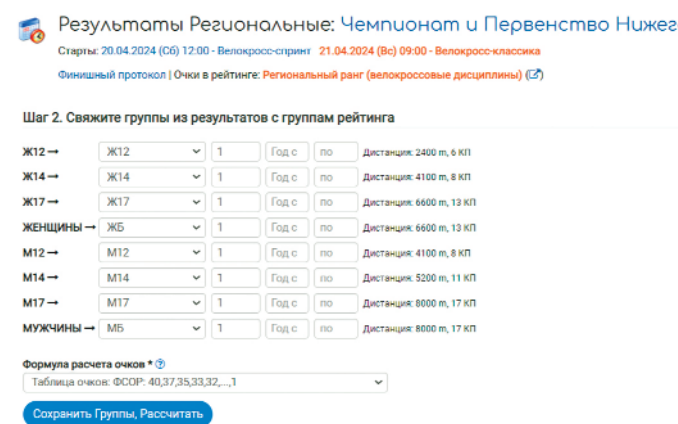 Результаты Региональные: Чемпионат и Первенство Нижег
Старты: 20.04.2024 (Сб) 12:00 - Велокросс-спринт 21.04.2024 (Вс) 09:00 - Велокросс-классика
Финишный протокол | Очки в рейтинге: Региональный ранг (велокроссовые дисциплины) ()
Шаг 2. Свяжите группы из результатов с группам рейтинга
Ж12 → Ж12 1 Год с по Дистанция: 2400 m, 6 КП
Ж14 → Ж14 1 Год с по Дистанция: 4100 m, 8 КП
Ж17 → Ж17 1 Год с по Дистанция: 6600 m, 13 КП
ЖЕНЩИНЫ → ЖБ 1 Год с по Дистанция: 6600 m, 13 КП
М12 → М12 1 Год с по Дистанция: 4100 m, 8 КП
М14 → М14 1 Год с по Дистанция: 5200 m, 11 КП
М17 → М17 1 Год с по Дистанция: 8000 m, 17 КП
МУЖЧИНЫ → МБ 1 Год с по Дистанция: 8000 m, 17 КП
Формула расчета очков * ?
Таблица очков: ФСОР: 40,37,35,33,32,...,1
Сохранить Группы, Рассчитать